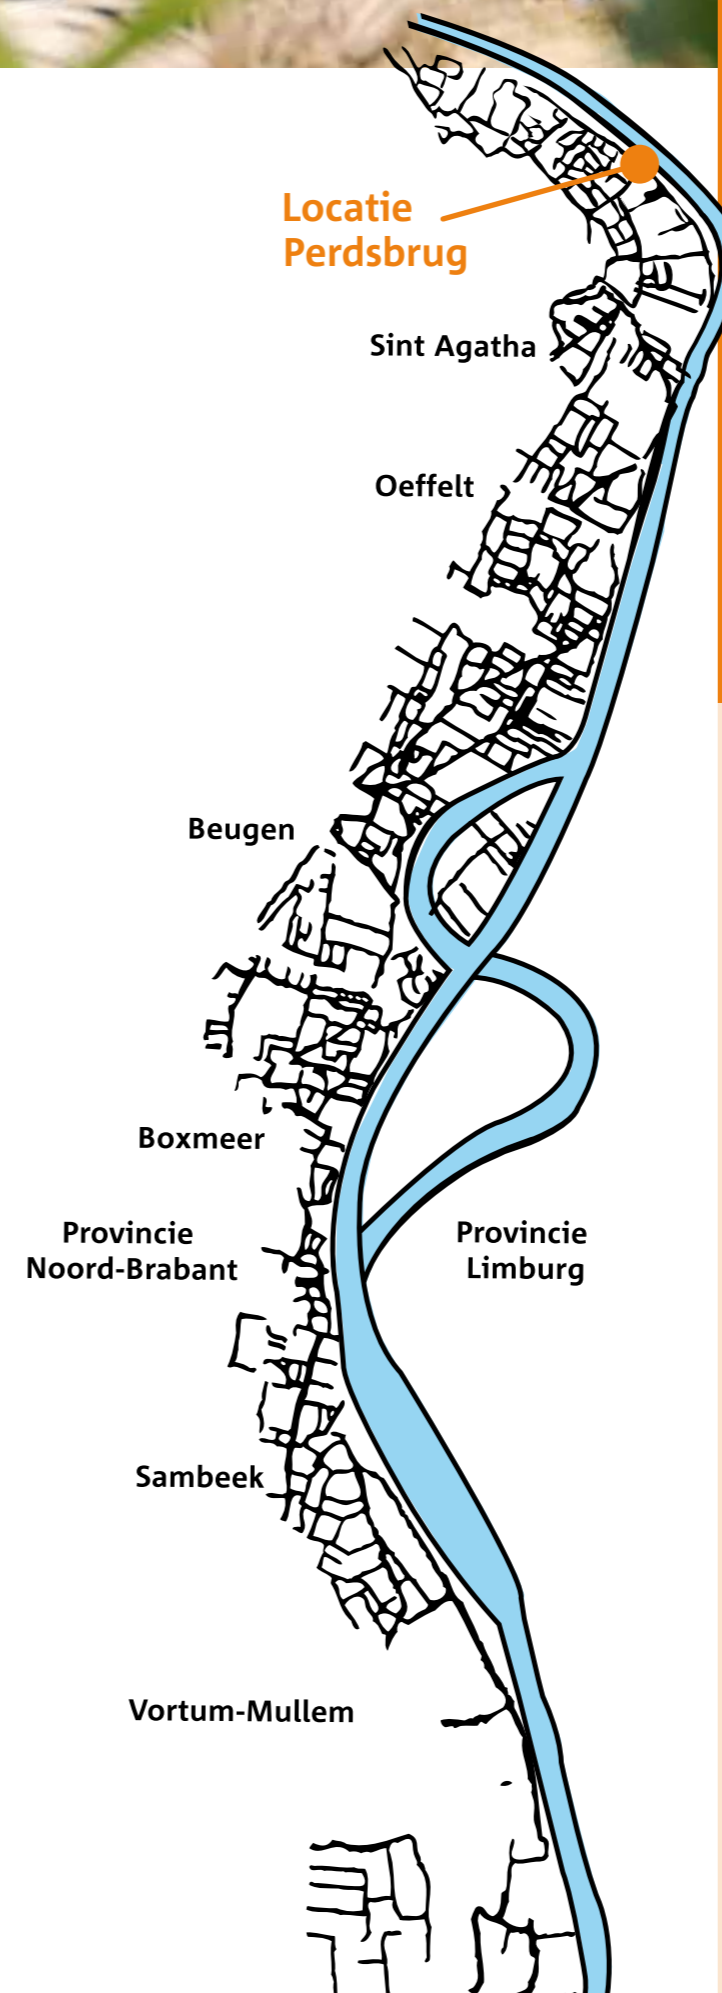 Locatie
Perdsbrug
Sint Agatha
Oeffelt
Beugen
Boxmeer
Provincie
Noord-Brabant
Provincie
Limburg
Sambeek
Vortum-Mullem